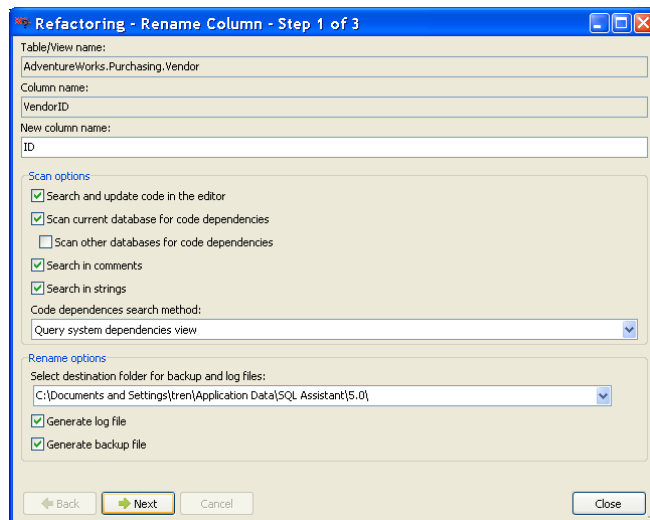 Refactoring - Rename Column - Step 1 of 3
Table/View name:
AdventureWorks.Purchasing.Vendor
Column name:
VendorID
New column name:
ID
Scan options
Search and update code in the editor
Scan current database for code dependencies
Scan other databases for code dependencies
Search in comments
Search in strings
Code dependences search method:
Query system dependencies view
Rename options
Select destination folder for backup and log files:
C:\Documents and Settings\tren\Application Data\SQL Assistant\5.0\
Generate log file
Generate backup file
Back Next Cancel Close